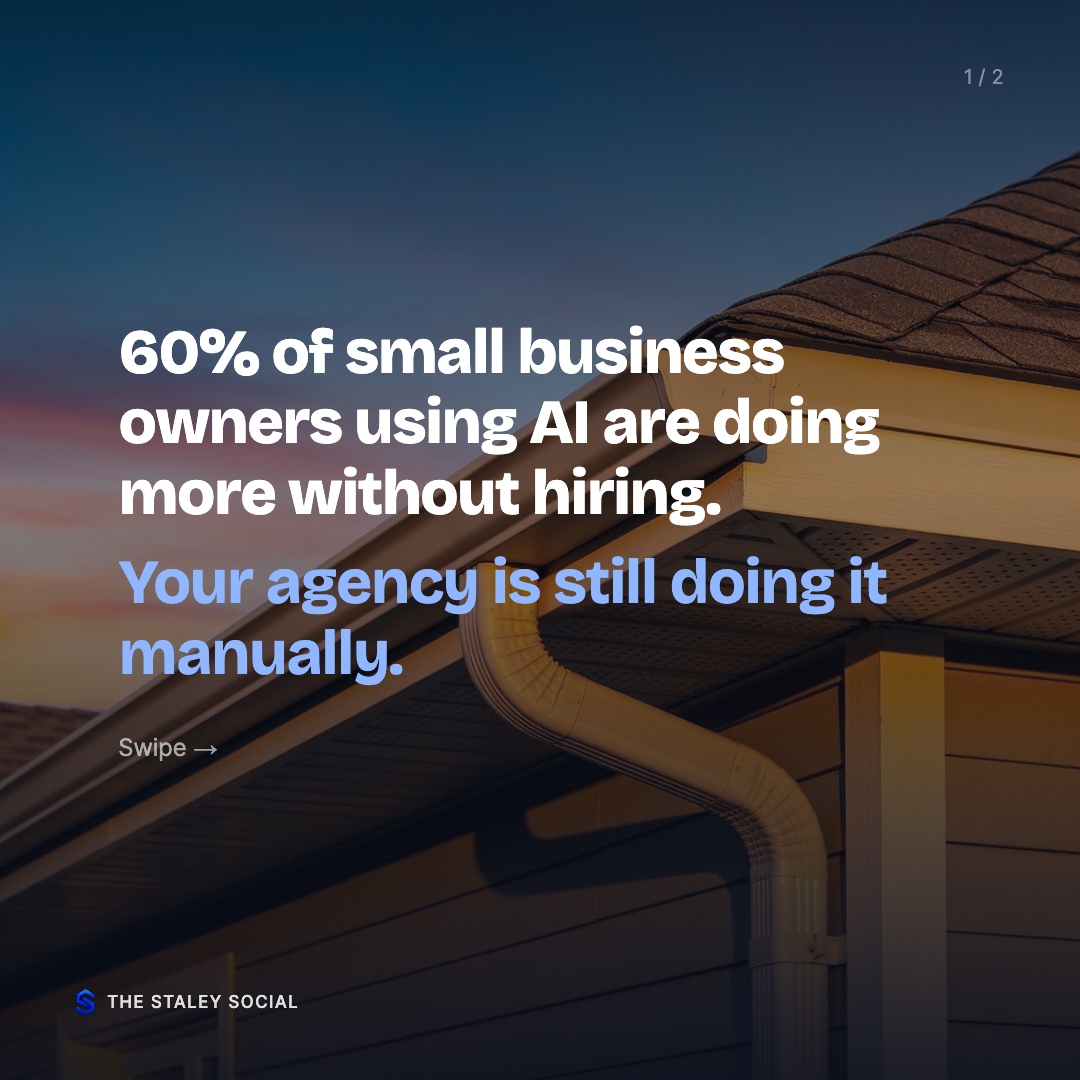 1 / 2
60% of small business
owners using AI are doing
more without hiring.
Your agency is still doing it
manually.
Swipe →
THE STALEY SOCIAL